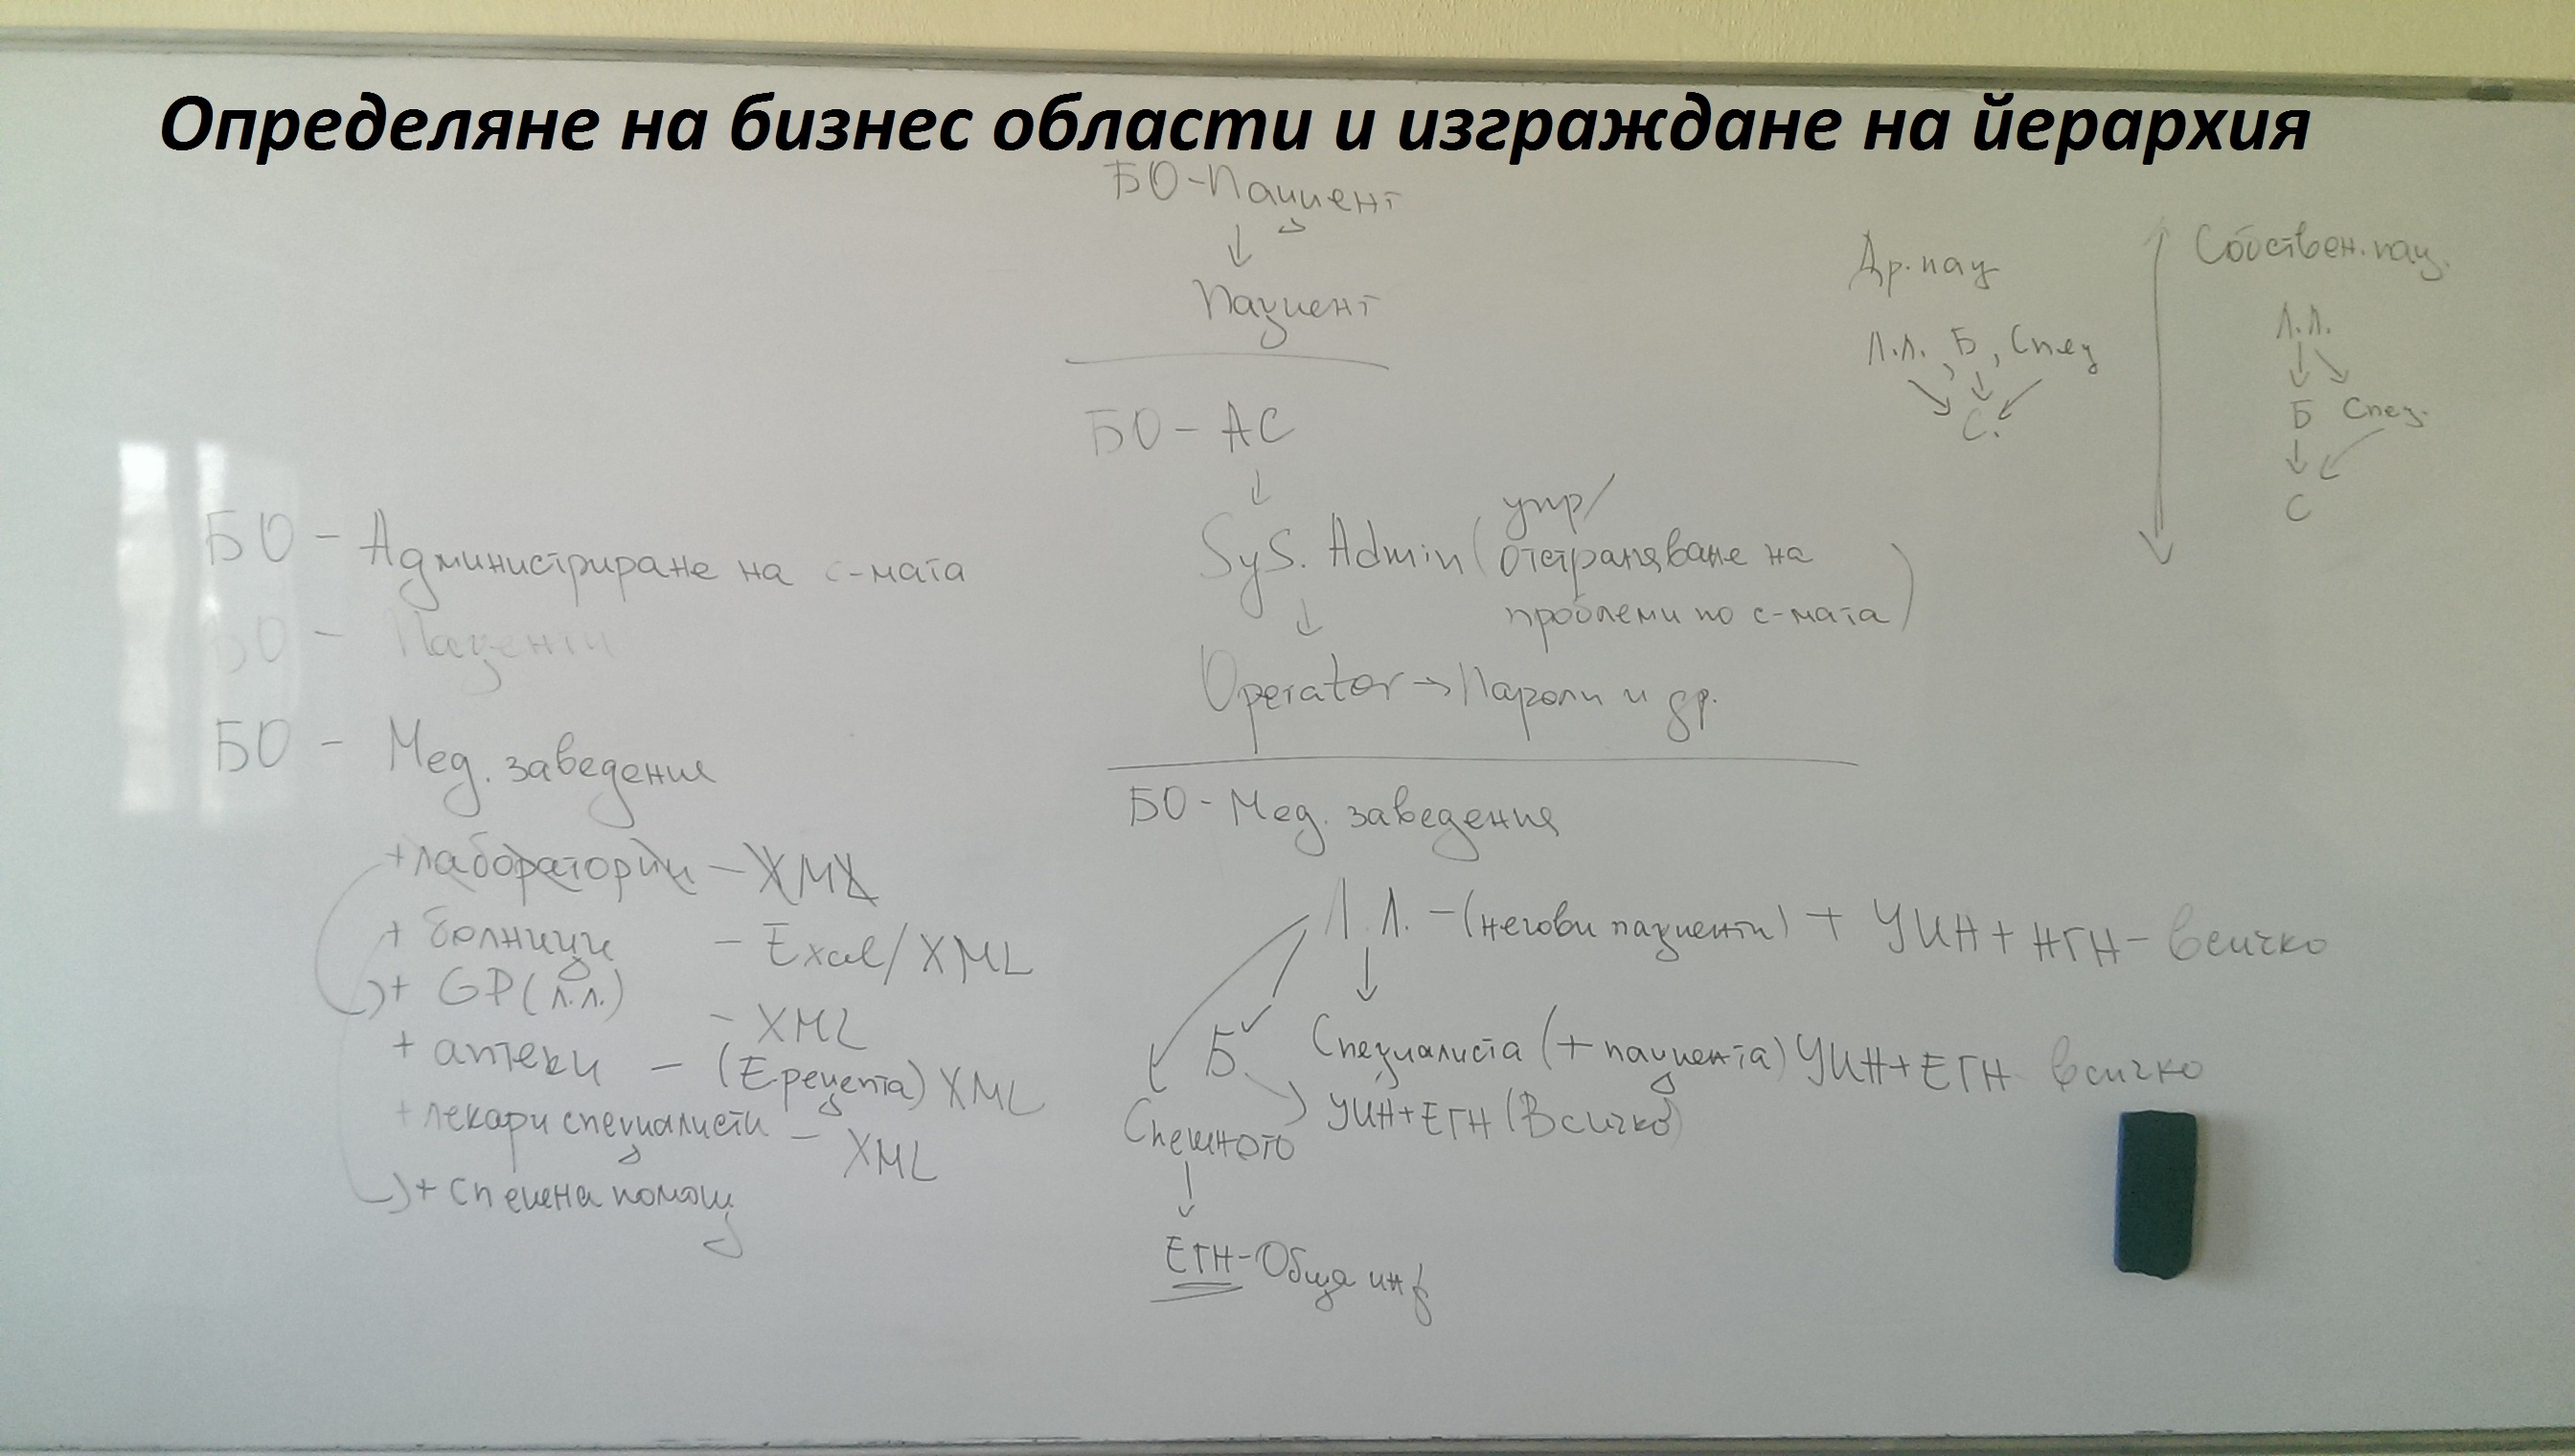 Определяне на бизнес области и изграждане на йерархия
БО - Администриране на с-мата
БО - Пациенти
БО - Мед. заведения
+ лаборатории - XML
+ болници - Excel/XML
+ GP (л.л.) - XML
+ аптеки - (Ерецепта) XML
+ лекари специалисти - XML
+ спешна помощ
БО - Пациент
Пациент
БО - АС
Sys. Admin (упр/
отстраняване на
проблеми по с-мата)
Operator → Пароли и др.
БО - Мед. заведения
Л.Л. - (негови пациенти) + УИН + НГН - всичко
Б. Специалиста (+ пациента) УИН + ЕГН всичко
УИН + ЕГН (Всичко)
Спешното
ЕГН - Обща инф
Др. пац
Л.Л., Б, Спец
С.
Собствен. пац.
Л.Л.
Б Спец.
С